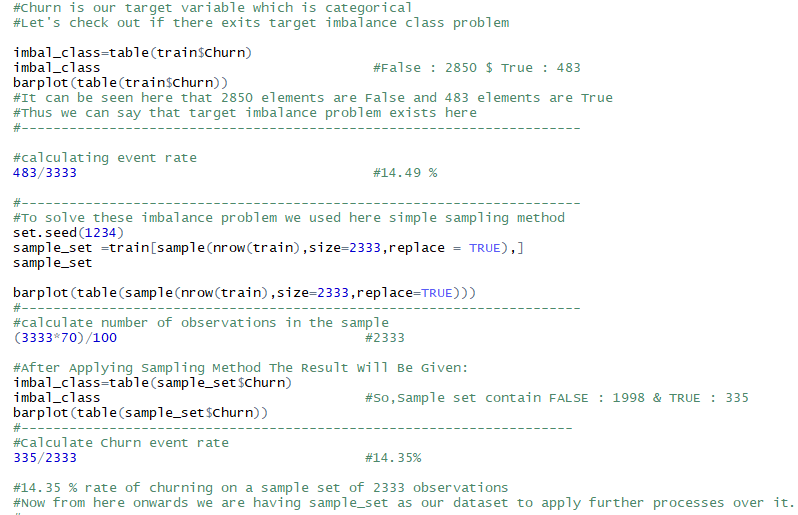 #Churn is our target variable which is categorical
#Let's check out if there exits target imbalance class problem
imbal_class=table(train$Churn)
imbal_class #False : 2850 $ True : 483
barplot(table(train$Churn))
#It can be seen here that 2850 elements are False and 483 elements are True
#Thus we can say that target imbalance problem exists here
#----------------------------------------------------------------------
#calculating event rate
483/3333 #14.49 %
#----------------------------------------------------------------------
#To solve these imbalance problem we used here simple sampling method
set.seed(1234)
sample_set =train[sample(nrow(train),size=2333,replace = TRUE),]
sample_set
barplot(table(sample(nrow(train),size=2333,replace=TRUE)))
#----------------------------------------------------------------------
#calculate number of observations in the sample
(3333*70)/100 #2333
#After Applying Sampling Method The Result Will Be Given:
imbal_class=table(sample_set$Churn)
imbal_class #So,Sample set contain FALSE : 1998 & TRUE : 335
barplot(table(sample_set$Churn))
#---------------------------------------------------------------------
#Calculate Churn event rate
335/2333 #14.35%
#14.35 % rate of churning on a sample set of 2333 observations
#Now from here onwards we are having sample_set as our dataset to apply further processes over it.